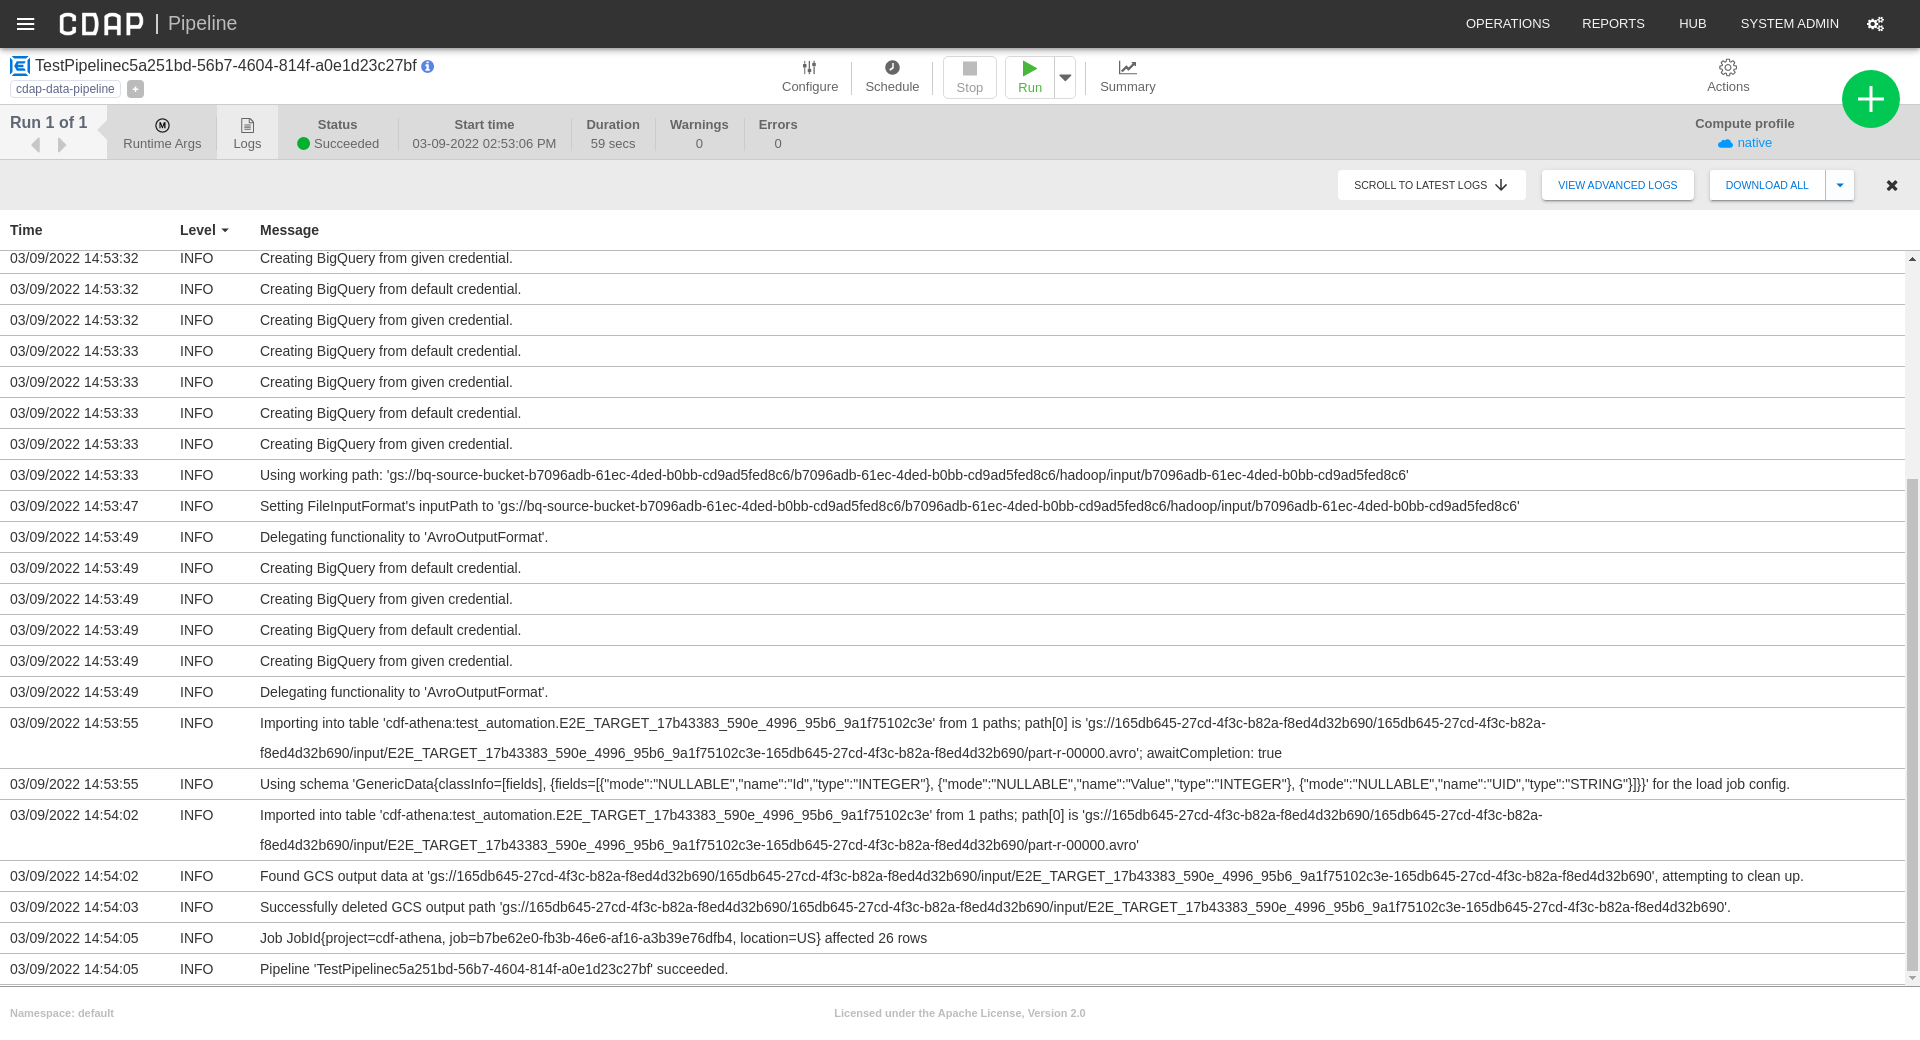 CDAP | Pipeline
OPERATIONS REPORTS HUB SYSTEM ADMIN
TestPipelinec5a251bd-56b7-4604-814f-a0e1d23c27bf
cdap-data-pipeline +
Configure Schedule Stop Run Summary Actions
Run 1 of 1
Runtime Args
Logs
Status
Succeeded
Start time
03-09-2022 02:53:06 PM
Duration
59 secs
Warnings
0
Errors
0
Compute profile
native
SCROLL TO LATEST LOGS VIEW ADVANCED LOGS DOWNLOAD ALL
Time Level Message
03/09/2022 14:53:32 INFO Creating BigQuery from given credential.
03/09/2022 14:53:32 INFO Creating BigQuery from default credential.
03/09/2022 14:53:32 INFO Creating BigQuery from given credential.
03/09/2022 14:53:33 INFO Creating BigQuery from default credential.
03/09/2022 14:53:33 INFO Creating BigQuery from given credential.
03/09/2022 14:53:33 INFO Creating BigQuery from default credential.
03/09/2022 14:53:33 INFO Creating BigQuery from given credential.
03/09/2022 14:53:33 INFO Using working path: 'gs://bq-source-bucket-b7096adb-61ec-4ded-b0bb-cd9ad5fed8c6/b7096adb-61ec-4ded-b0bb-cd9ad5fed8c6/hadoop/input/b7096adb-61ec-4ded-b0bb-cd9ad5fed8c6'
03/09/2022 14:53:47 INFO Setting FileInputFormat's inputPath to 'gs://bq-source-bucket-b7096adb-61ec-4ded-b0bb-cd9ad5fed8c6/b7096adb-61ec-4ded-b0bb-cd9ad5fed8c6/hadoop/input/b7096adb-61ec-4ded-b0bb-cd9ad5fed8c6'
03/09/2022 14:53:49 INFO Delegating functionality to 'AvroOutputFormat'.
03/09/2022 14:53:49 INFO Creating BigQuery from default credential.
03/09/2022 14:53:49 INFO Creating BigQuery from given credential.
03/09/2022 14:53:49 INFO Creating BigQuery from default credential.
03/09/2022 14:53:49 INFO Creating BigQuery from given credential.
03/09/2022 14:53:49 INFO Delegating functionality to 'AvroOutputFormat'.
03/09/2022 14:53:55 INFO Importing into table 'cdf-athena:test_automation.E2E_TARGET_17b43383_590e_4996_95b6_9a1f75102c3e' from 1 paths; path[0] is 'gs://165db645-27cd-4f3c-b82a-f8ed4d32b690/165db645-27cd-4f3c-b82a-
f8ed4d32b690/input/E2E_TARGET_17b43383_590e_4996_95b6_9a1f75102c3e-165db645-27cd-4f3c-b82a-f8ed4d32b690/part-r-00000.avro'; awaitCompletion: true
03/09/2022 14:53:55 INFO Using schema 'GenericData{classInfo=[fields], {fields=[{"mode":"NULLABLE","name":"Id","type":"INTEGER"}, {"mode":"NULLABLE","name":"Value","type":"INTEGER"}, {"mode":"NULLABLE","name":"UID","type":"STRING"}]}}' for the load job config.
03/09/2022 14:54:02 INFO Imported into table 'cdf-athena:test_automation.E2E_TARGET_17b43383_590e_4996_95b6_9a1f75102c3e' from 1 paths; path[0] is 'gs://165db645-27cd-4f3c-b82a-f8ed4d32b690/165db645-27cd-4f3c-b82a-
f8ed4d32b690/input/E2E_TARGET_17b43383_590e_4996_95b6_9a1f75102c3e-165db645-27cd-4f3c-b82a-f8ed4d32b690/part-r-00000.avro'
03/09/2022 14:54:02 INFO Found GCS output data at 'gs://165db645-27cd-4f3c-b82a-f8ed4d32b690/165db645-27cd-4f3c-b82a-f8ed4d32b690/input/E2E_TARGET_17b43383_590e_4996_95b6_9a1f75102c3e-165db645-27cd-4f3c-b82a-f8ed4d32b690', attempting to clean up.
03/09/2022 14:54:03 INFO Successfully deleted GCS output path 'gs://165db645-27cd-4f3c-b82a-f8ed4d32b690/165db645-27cd-4f3c-b82a-f8ed4d32b690/input/E2E_TARGET_17b43383_590e_4996_95b6_9a1f75102c3e-165db645-27cd-4f3c-b82a-f8ed4d32b690'.
03/09/2022 14:54:05 INFO Job JobId{project=cdf-athena, job=b7be62e0-fb3b-46e6-af16-a3b39e76dfb4, location=US} affected 26 rows
03/09/2022 14:54:05 INFO Pipeline 'TestPipelinec5a251bd-56b7-4604-814f-a0e1d23c27bf' succeeded.
Namespace: default Licensed under the Apache License, Version 2.0